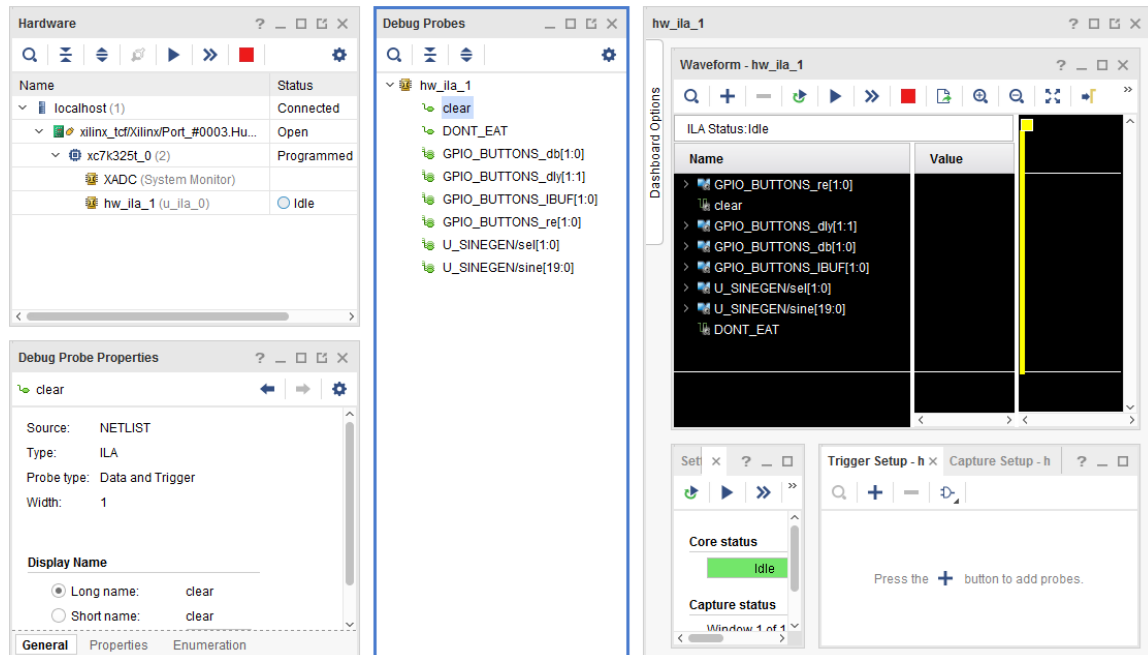 Hardware
Name Status
localhost (1) Connected
xilinx_tcf/Xilinx/Port_#0003.Hu... Open
xc7k325t_0 (2) Programmed
XADC (System Monitor)
hw_ila_1 (u_ila_0) Idle
Debug Probe Properties
clear
Source: NETLIST
Type: ILA
Probe type: Data and Trigger
Width: 1
Display Name
Long name: clear
Short name: clear
General Properties Enumeration
Debug Probes
hw_ila_1
clear
DONT_EAT
GPIO_BUTTONS_db[1:0]
GPIO_BUTTONS_dly[1:1]
GPIO_BUTTONS_IBUF[1:0]
GPIO_BUTTONS_re[1:0]
U_SINEGEN/sel[1:0]
U_SINEGEN/sine[19:0]
hw_ila_1
Dashboard Options
Waveform - hw_ila_1
ILA Status:Idle
Name Value
GPIO_BUTTONS_re[1:0]
clear
GPIO_BUTTONS_dly[1:1]
GPIO_BUTTONS_db[1:0]
GPIO_BUTTONS_IBUF[1:0]
U_SINEGEN/sel[1:0]
U_SINEGEN/sine[19:0]
DONT_EAT
Core status
Idle
Capture status
Window 1 of 1
Trigger Setup - h Capture Setup - h
Press the + button to add probes.